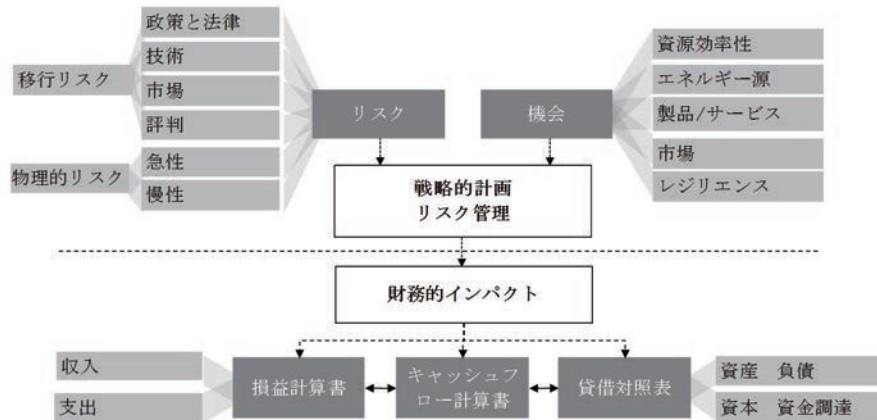 移行リスク
政策と法律
技術
市場
評判
物理的リスク
急性
慢性
リスク
機会
資源効率性
エネルギー源
製品/サービス
市場
レジリエンス
戦略的計画
リスク管理
財務的インパクト
収入
支出
損益計算書
キャッシュフ
ロー計算書
貸借対照表
資産　負債
資本　資金調達